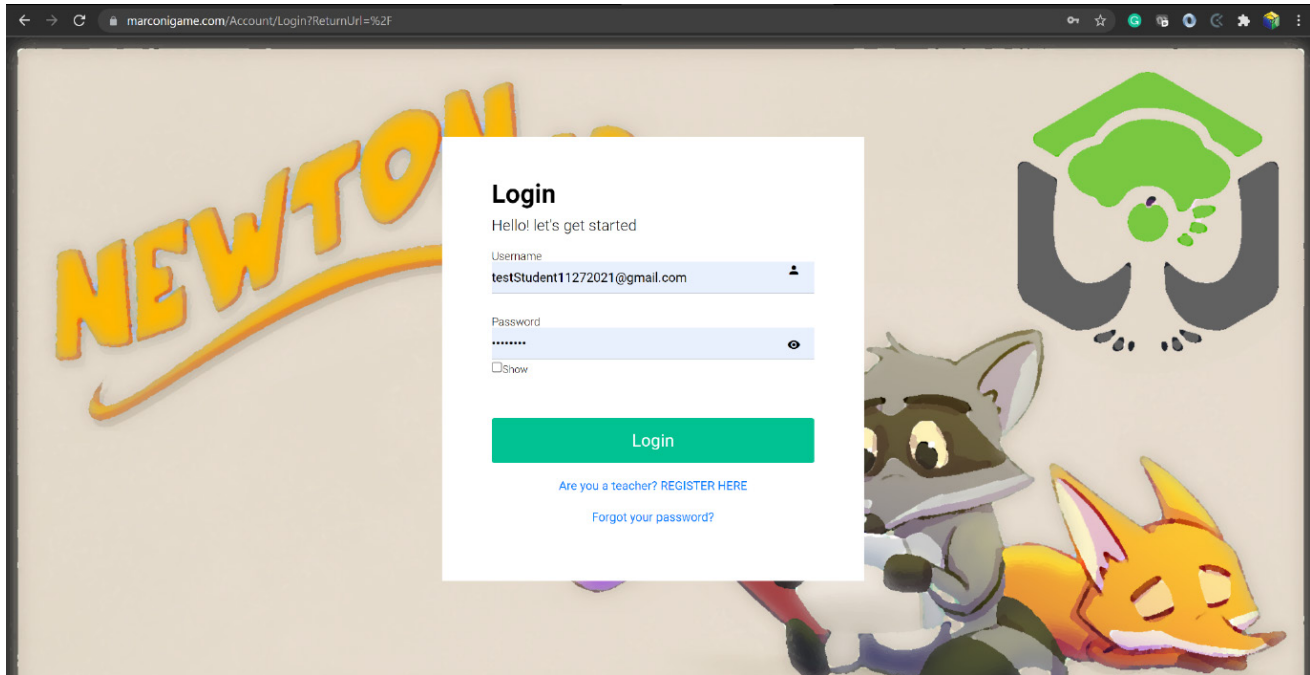 marconigame.com/Account/Login?ReturnUrl=%2F
NEWTON
Login
Hello! let's get started
Username
testStudent11272021@gmail.com
Password
••••••••
Show
Login
Are you a teacher? REGISTER HERE
Forgot your password?